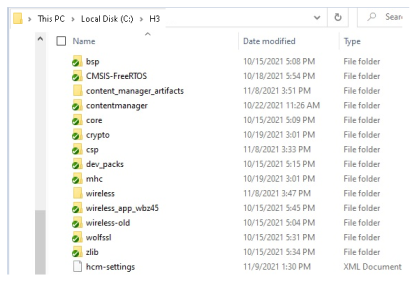 This PC > Local Disk (C:) > H3
Sear
Name Date modified Type
bsp 10/15/2021 5:08 PM File folder
CMSIS-FreeRTOS 10/18/2021 5:54 PM File folder
content_manager_artifacts 11/8/2021 3:51 PM File folder
contentmanager 10/22/2021 11:26 AM File folder
core 10/15/2021 5:09 PM File folder
crypto 10/19/2021 3:01 PM File folder
csp 11/8/2021 3:33 PM File folder
dev_packs 10/15/2021 5:15 PM File folder
mhc 10/19/2021 3:01 PM File folder
wireless 11/8/2021 3:47 PM File folder
wireless_app_wbz45 10/15/2021 5:45 PM File folder
wireless-old 10/15/2021 5:04 PM File folder
wolfssl 10/15/2021 5:31 PM File folder
zlib 10/15/2021 5:34 PM File folder
hcm-settings 11/9/2021 1:30 PM XML Document